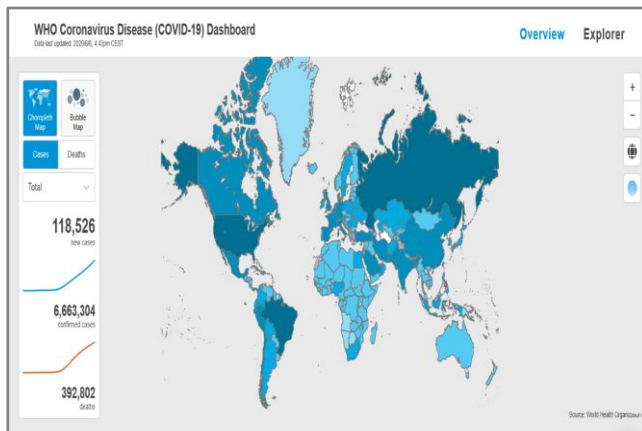 WHO Coronavirus Disease (COVID-19) Dashboard
Data last updated: 2020/6/6, 4:43pm CEST
Overview Explorer
Choropleth
Map
Bubble
Map
Cases Deaths
Total
118,526
new cases
6,663,304
confirmed cases
392,802
deaths
+
−
Source: World Health Organization